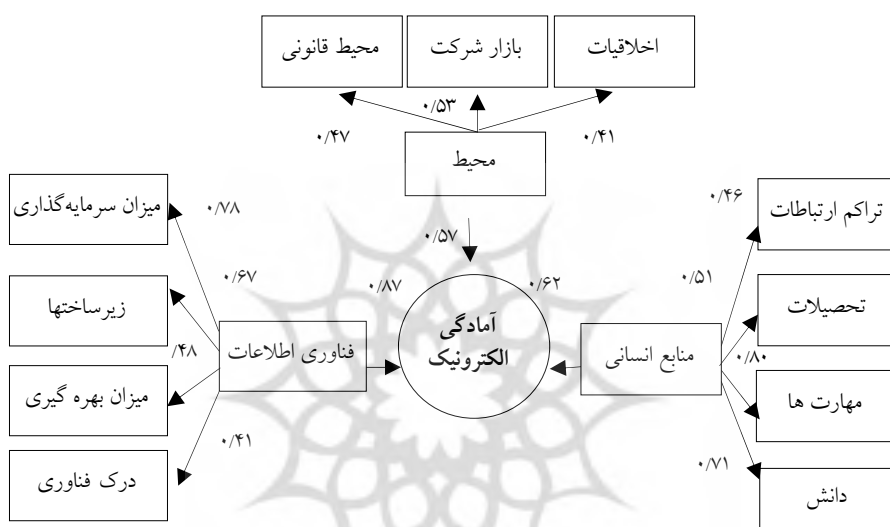 اخلاقیات
بازار شرکت
محیط قانونی
۰/۴۱
۰/۵۳
۰/۴۷
محیط
۰/۵۷
تراکم ارتباطات
۰/۴۶
تحصیلات
۰/۵۱
مهارت ها
۰/۸۰
دانش
۰/۷۱
منابع انسانی
۰/۶۲
آمادگی
الکترونیک
۰/۸۷
فناوری اطلاعات
میزان سرمایه‌گذاری
۰/۷۸
زیرساختها
۰/۶۷
میزان بهره گیری
/۴۸
درک فناوری
۰/۴۱